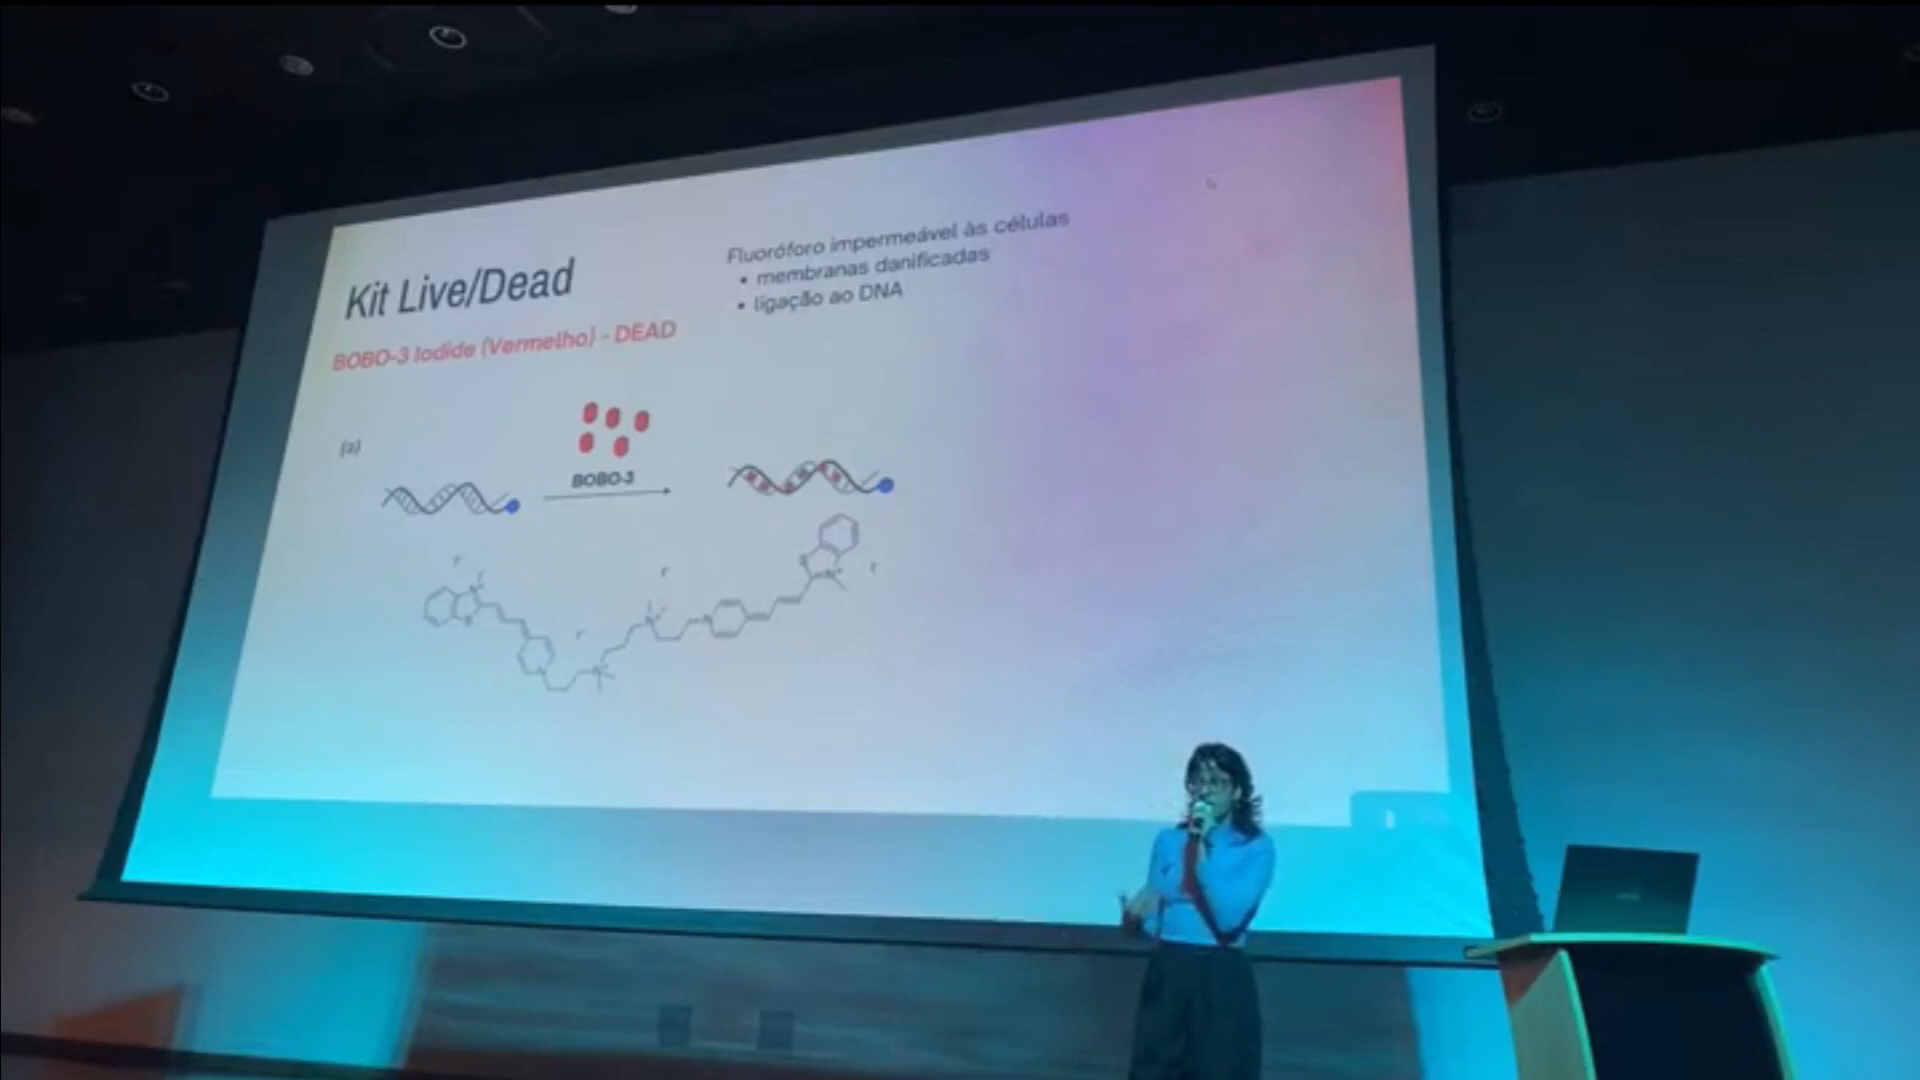 Kit Live/Dead
BOBO-3 Iodide (Vermelho) - DEAD
Fluoróforo impermeável às células
• membranas danificadas
• ligação ao DNA
(a)
BOBO-3